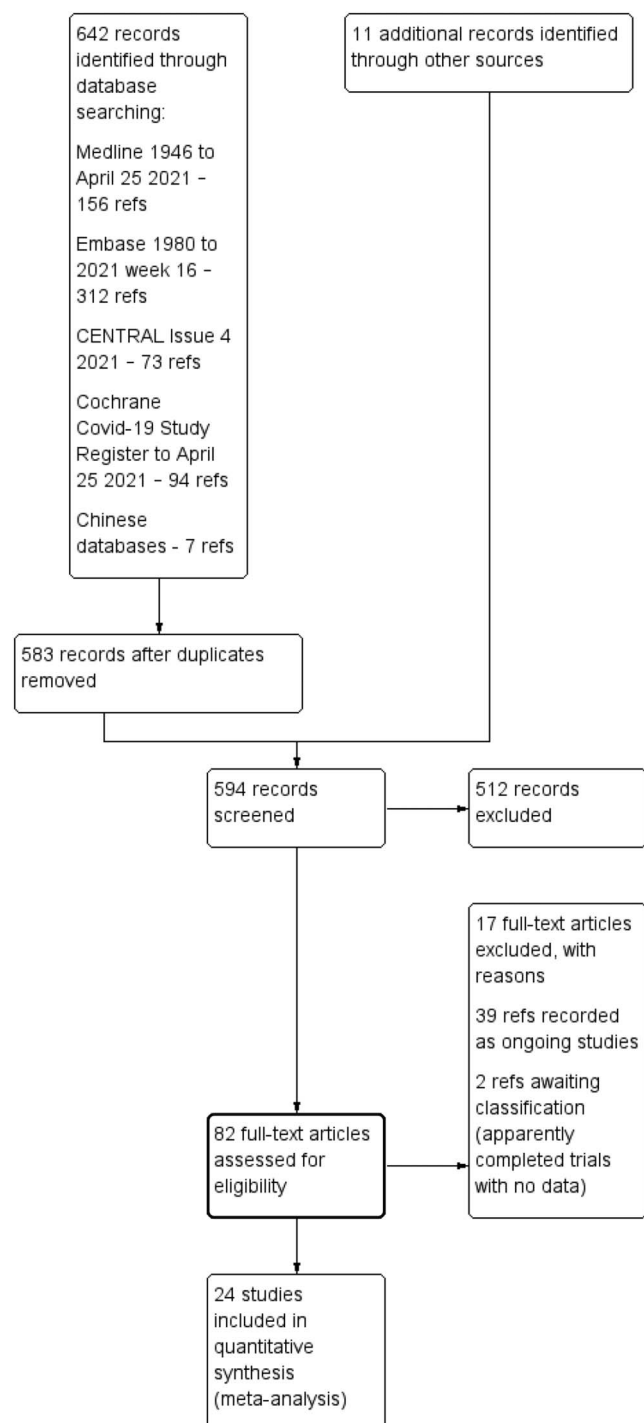 642 records
identified through
database
searching:
Medline 1946 to
April 25 2021 –
156 refs
Embase 1980 to
2021 week 16 –
312 refs
CENTRAL Issue 4
2021 – 73 refs
Cochrane
Covid-19 Study
Register to April
25 2021 – 94 refs
Chinese
databases - 7 refs
11 additional records identified
through other sources
583 records after duplicates
removed
594 records
screened
512 records
excluded
17 full-text articles
excluded, with
reasons
39 refs recorded
as ongoing studies
2 refs awaiting
classification
(apparently
completed trials
with no data)
82 full-text articles
assessed for
eligibility
24 studies
included in
quantitative
synthesis
(meta-analysis)